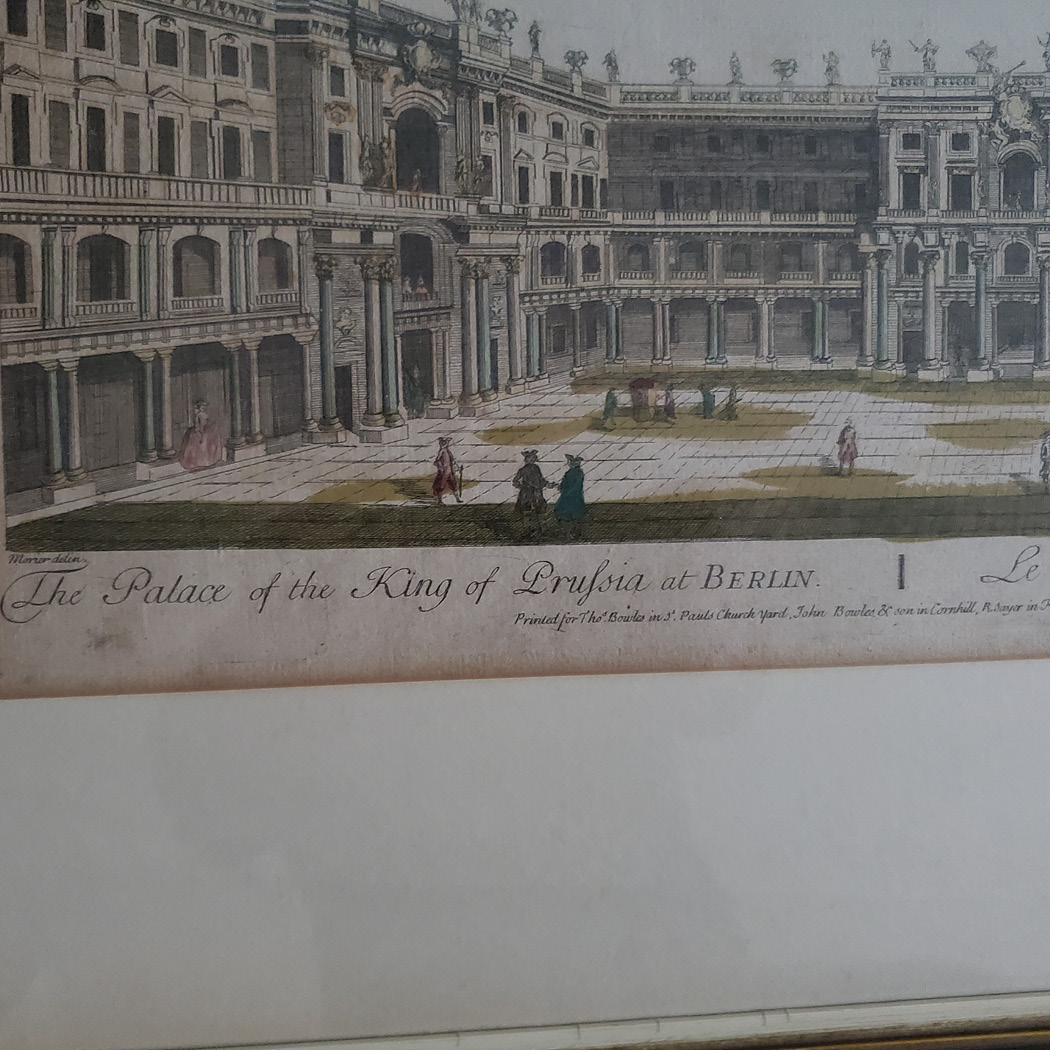 Morier delin.
The Palace of the King of Pruſsia at BERLIN. | Le
Printed for Thoˢ. Bowles in Sᵗ. Pauls Church Yard, John Bowles & son in Cornhill, R. Sayer in